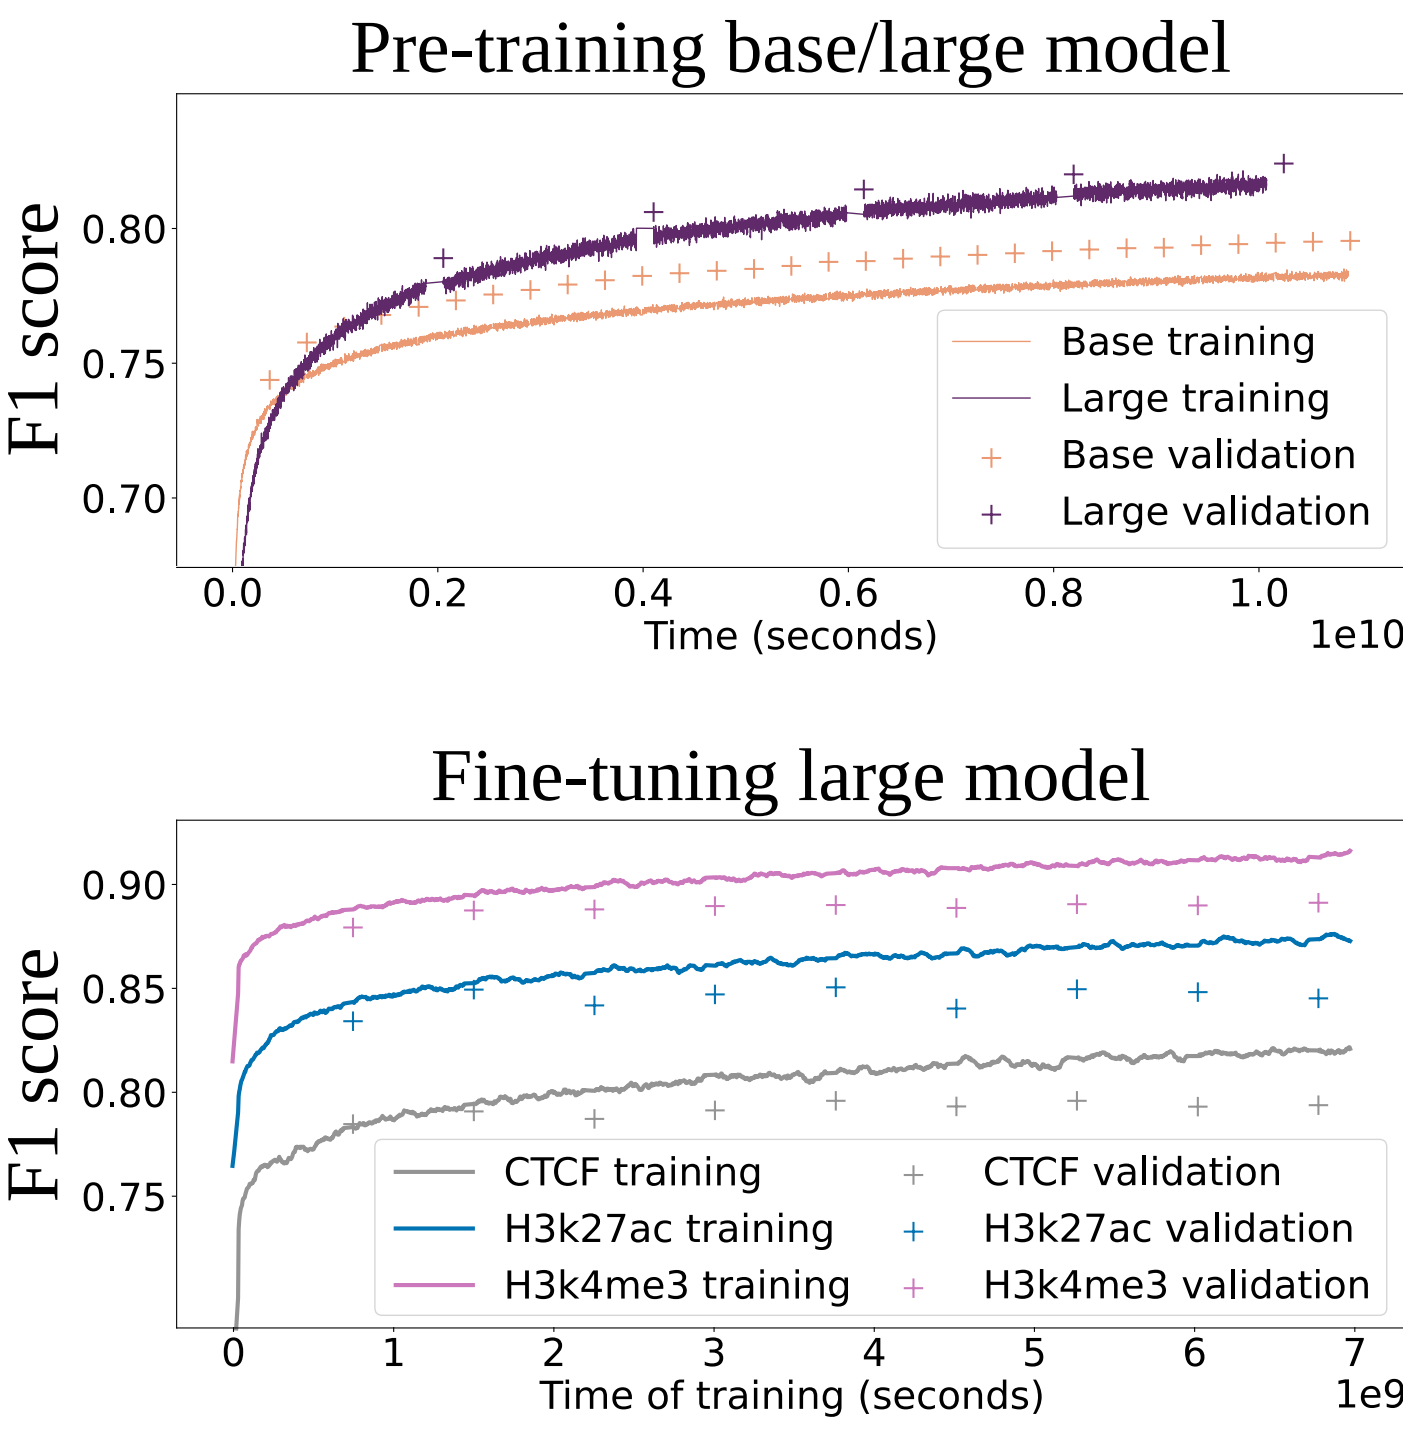 Pre-training base/large model
F1 score
0.80
0.75
0.70
Base training
Large training
Base validation
Large validation
0.0 0.2 0.4 0.6 0.8 1.0
Time (seconds)
1e10
Fine-tuning large model
F1 score
0.90
0.85
0.80
0.75
CTCF training CTCF validation
H3k27ac training H3k27ac validation
H3k4me3 training H3k4me3 validation
0 1 2 3 4 5 6 7
Time of training (seconds)
1e9